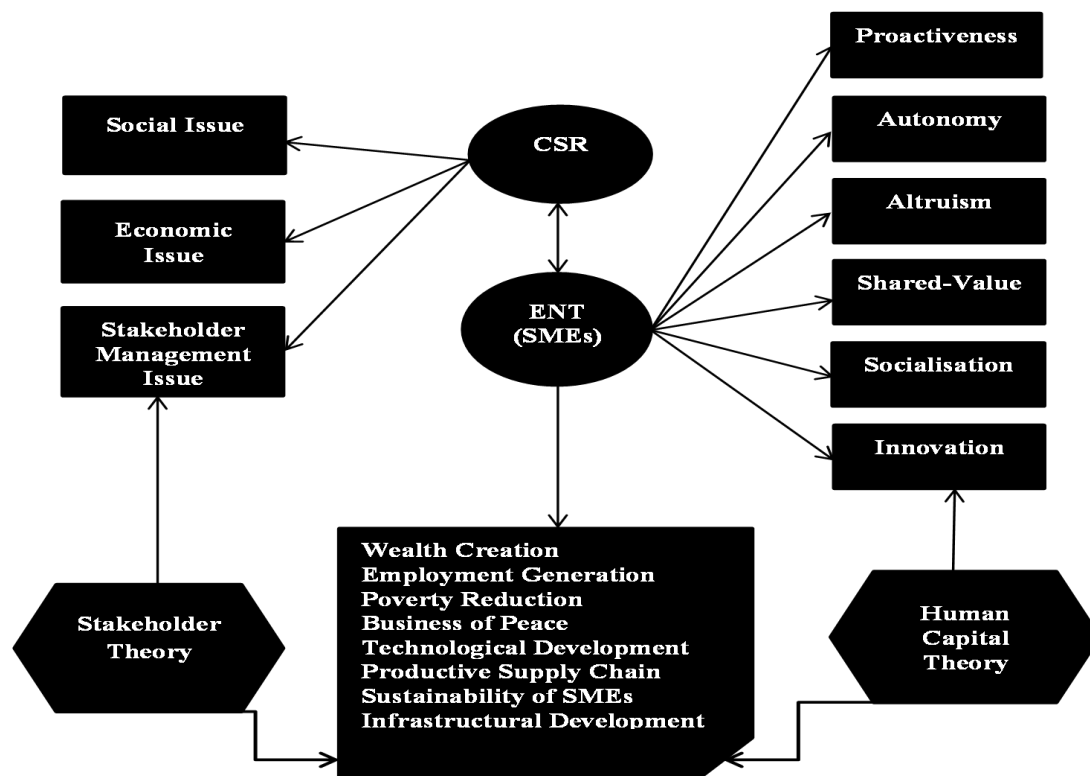 Proactiveness
Social Issue
CSR
Autonomy
Altruism
Economic
Issue
Shared-Value
ENT
(SMEs)
Stakeholder
Management
Issue
Socialisation
Innovation
Wealth Creation
Employment Generation
Poverty Reduction
Business of Peace
Technological Development
Productive Supply Chain
Sustainability of SMEs
Infrastructural Development
Stakeholder
Theory
Human
Capital
Theory